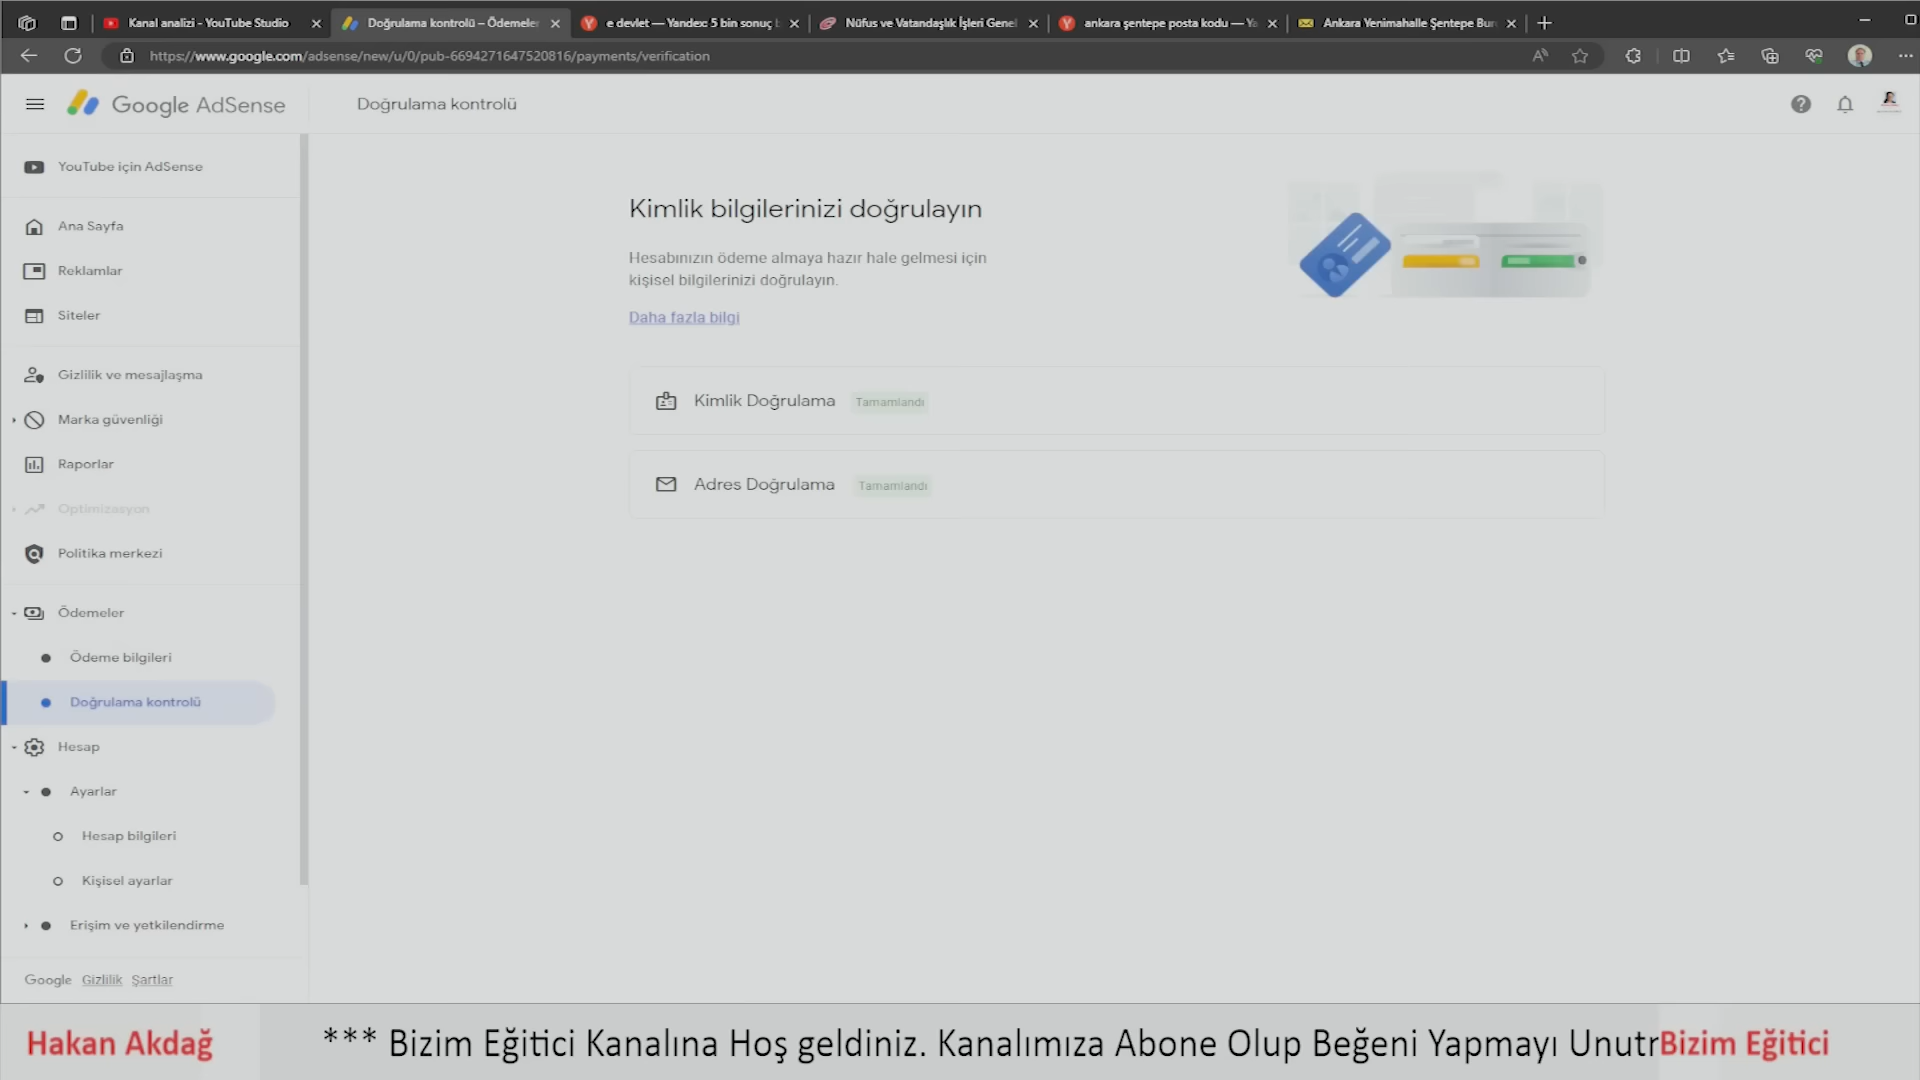 Kanal analizi - YouTube Studio
Doğrulama kontrolü – Ödemeler
e devlet — Yandex: 5 bin sonuç b
Nüfus ve Vatandaşlık İşleri Genel
ankara şentepe posta kodu — Ya
Ankara Yenimahalle Şentepe Bur
https://www.google.com/adsense/new/u/0/pub-6694271647520816/payments/verification
Google AdSense
Doğrulama kontrolü
YouTube için AdSense
Ana Sayfa
Reklamlar
Siteler
Gizlilik ve mesajlaşma
Marka güvenliği
Raporlar
Optimizasyon
Politika merkezi
Ödemeler
Ödeme bilgileri
Doğrulama kontrolü
Hesap
Ayarlar
Hesap bilgileri
Kişisel ayarlar
Erişim ve yetkilendirme
Google Gizlilik Şartlar
Kimlik bilgilerinizi doğrulayın
Hesabınızın ödeme almaya hazır hale gelmesi için
kişisel bilgilerinizi doğrulayın.
Daha fazla bilgi
Kimlik Doğrulama Tamamlandı
Adres Doğrulama Tamamlandı
Hakan Akdağ
*** Bizim Eğitici Kanalına Hoş geldiniz. Kanalımıza Abone Olup Beğeni Yapmayı Unutr
Bizim Eğitici